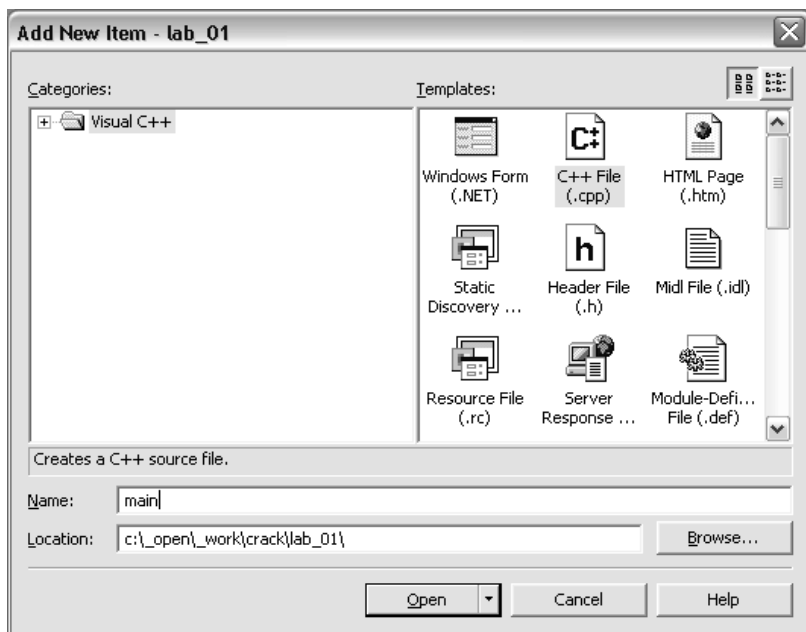 Add New Item - lab_01
Categories:
Templates:
Visual C++
Windows Form
(.NET)
C++ File
(.cpp)
HTML Page
(.htm)
Static
Discovery ...
Header File
(.h)
Midl File (.idl)
Resource File
(.rc)
Server
Response ...
Module-Defi...
File (.def)
Creates a C++ source file.
Name:
main
Location:
c:\_open\_work\crack\lab_01\
Browse...
Open
Cancel
Help